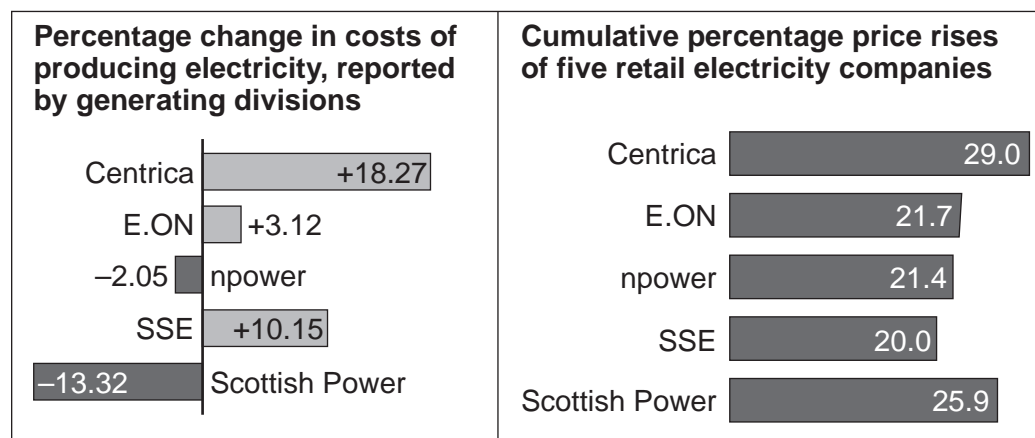 Percentage change in costs of
producing electricity, reported
by generating divisions
Centrica +18.27
E.ON +3.12
–2.05 npower
SSE +10.15
–13.32 Scottish Power
Cumulative percentage price rises
of five retail electricity companies
Centrica 29.0
E.ON 21.7
npower 21.4
SSE 20.0
Scottish Power 25.9